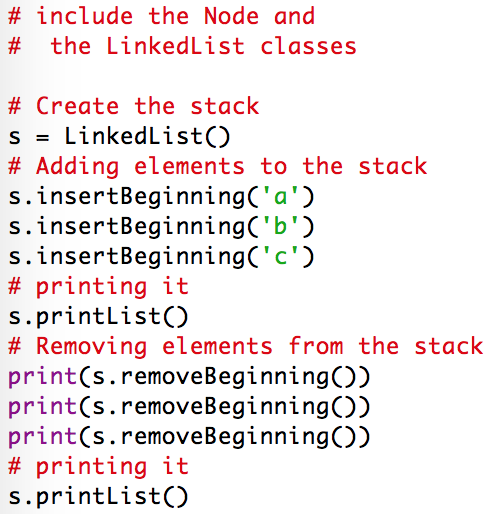 # include the Node and
#  the LinkedList classes

# Create the stack
s = LinkedList()
# Adding elements to the stack
s.insertBeginning('a')
s.insertBeginning('b')
s.insertBeginning('c')
# printing it
s.printList()
# Removing elements from the stack
print(s.removeBeginning())
print(s.removeBeginning())
print(s.removeBeginning())
# printing it
s.printList()